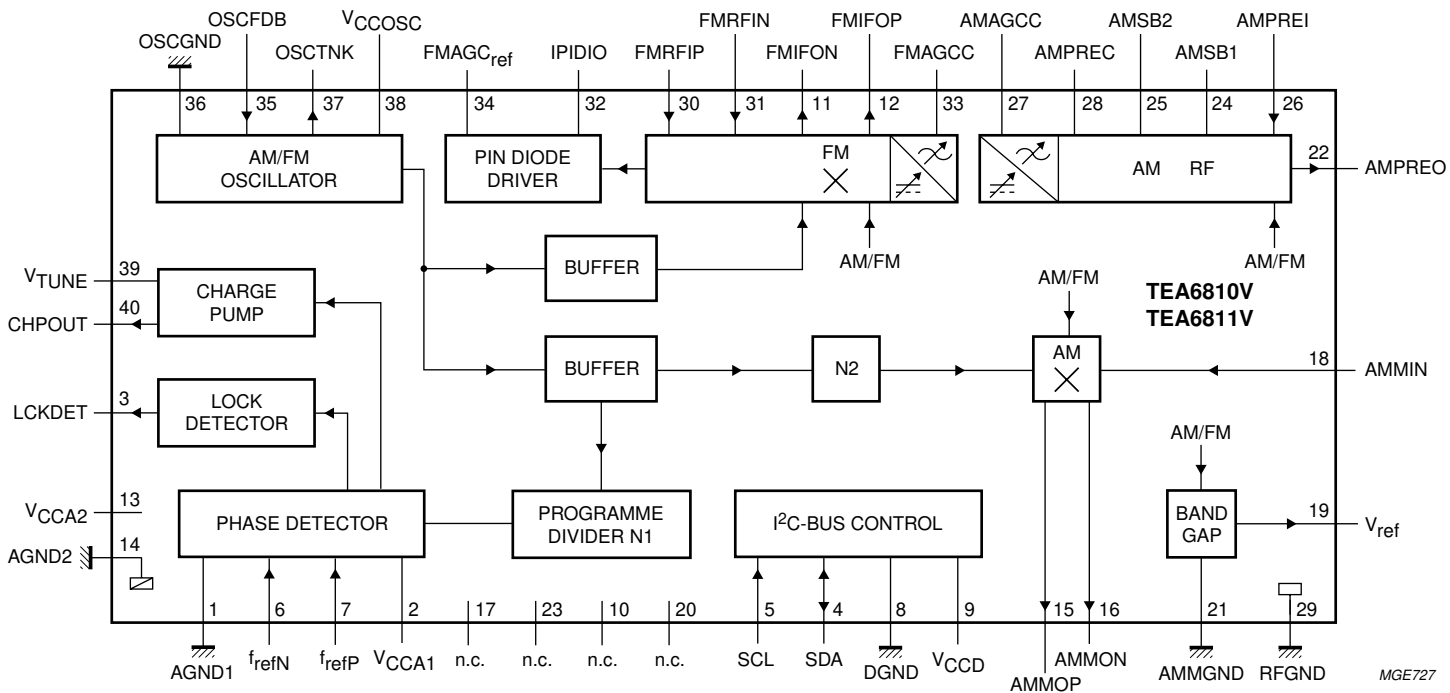 OSCFDB VCCOSC FMRFIN FMIFOP AMAGCC AMSB2 AMPREI
OSCGND OSCTNK FMAGCref IPIDIO FMRFIP FMIFON FMAGCC AMPREC AMSB1
36 35 37 38 34 32 30 31 11 12 33 27 28 25 24 26
AM/FM
OSCILLATOR
PIN DIODE
DRIVER
FM
AM RF
22
AMPREO
BUFFER
AM/FM
AM/FM
VTUNE
39
CHARGE
PUMP
CHPOUT
40
AM/FM
TEA6810V
TEA6811V
BUFFER
N2
AM
18
AMMIN
LCKDET
3
LOCK
DETECTOR
AM/FM
VCCA2
13
PHASE DETECTOR
PROGRAMME
DIVIDER N1
I2C-BUS CONTROL
BAND
GAP
19
Vref
AGND2
14
1 6 7 2 17 23 10 20 5 4 8 9 15 16 21 29
AGND1 frefN frefP VCCA1 n.c. n.c. n.c. n.c. SCL SDA DGND VCCD AMMOP AMMON AMMGND RFGND
MGE727